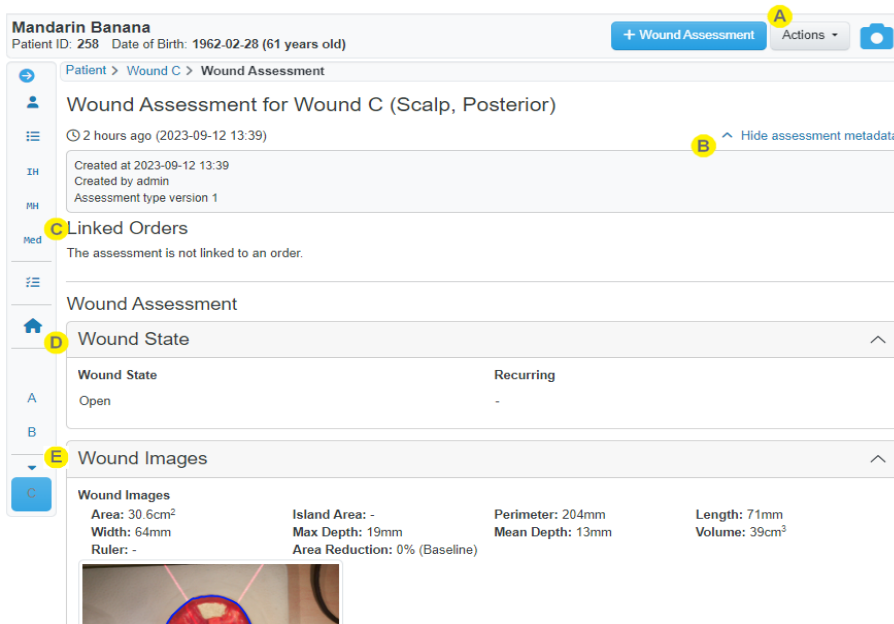 Mandarin Banana
Patient ID: 258 Date of Birth: 1962-02-28 (61 years old)
+ Wound Assessment
A
Actions
Patient > Wound C > Wound Assessment
Wound Assessment for Wound C (Scalp, Posterior)
2 hours ago (2023-09-12 13:39)
B
Hide assessment metadata
Created at 2023-09-12 13:39
Created by admin
Assessment type version 1
IH
MH
Med
A
B
C
C
Linked Orders
The assessment is not linked to an order.
Wound Assessment
D
Wound State
Wound State Recurring
Open -
E
Wound Images
Wound Images
Area: 30.6cm² Island Area: - Perimeter: 204mm Length: 71mm
Width: 64mm Max Depth: 19mm Mean Depth: 13mm Volume: 39cm³
Ruler: - Area Reduction: 0% (Baseline)